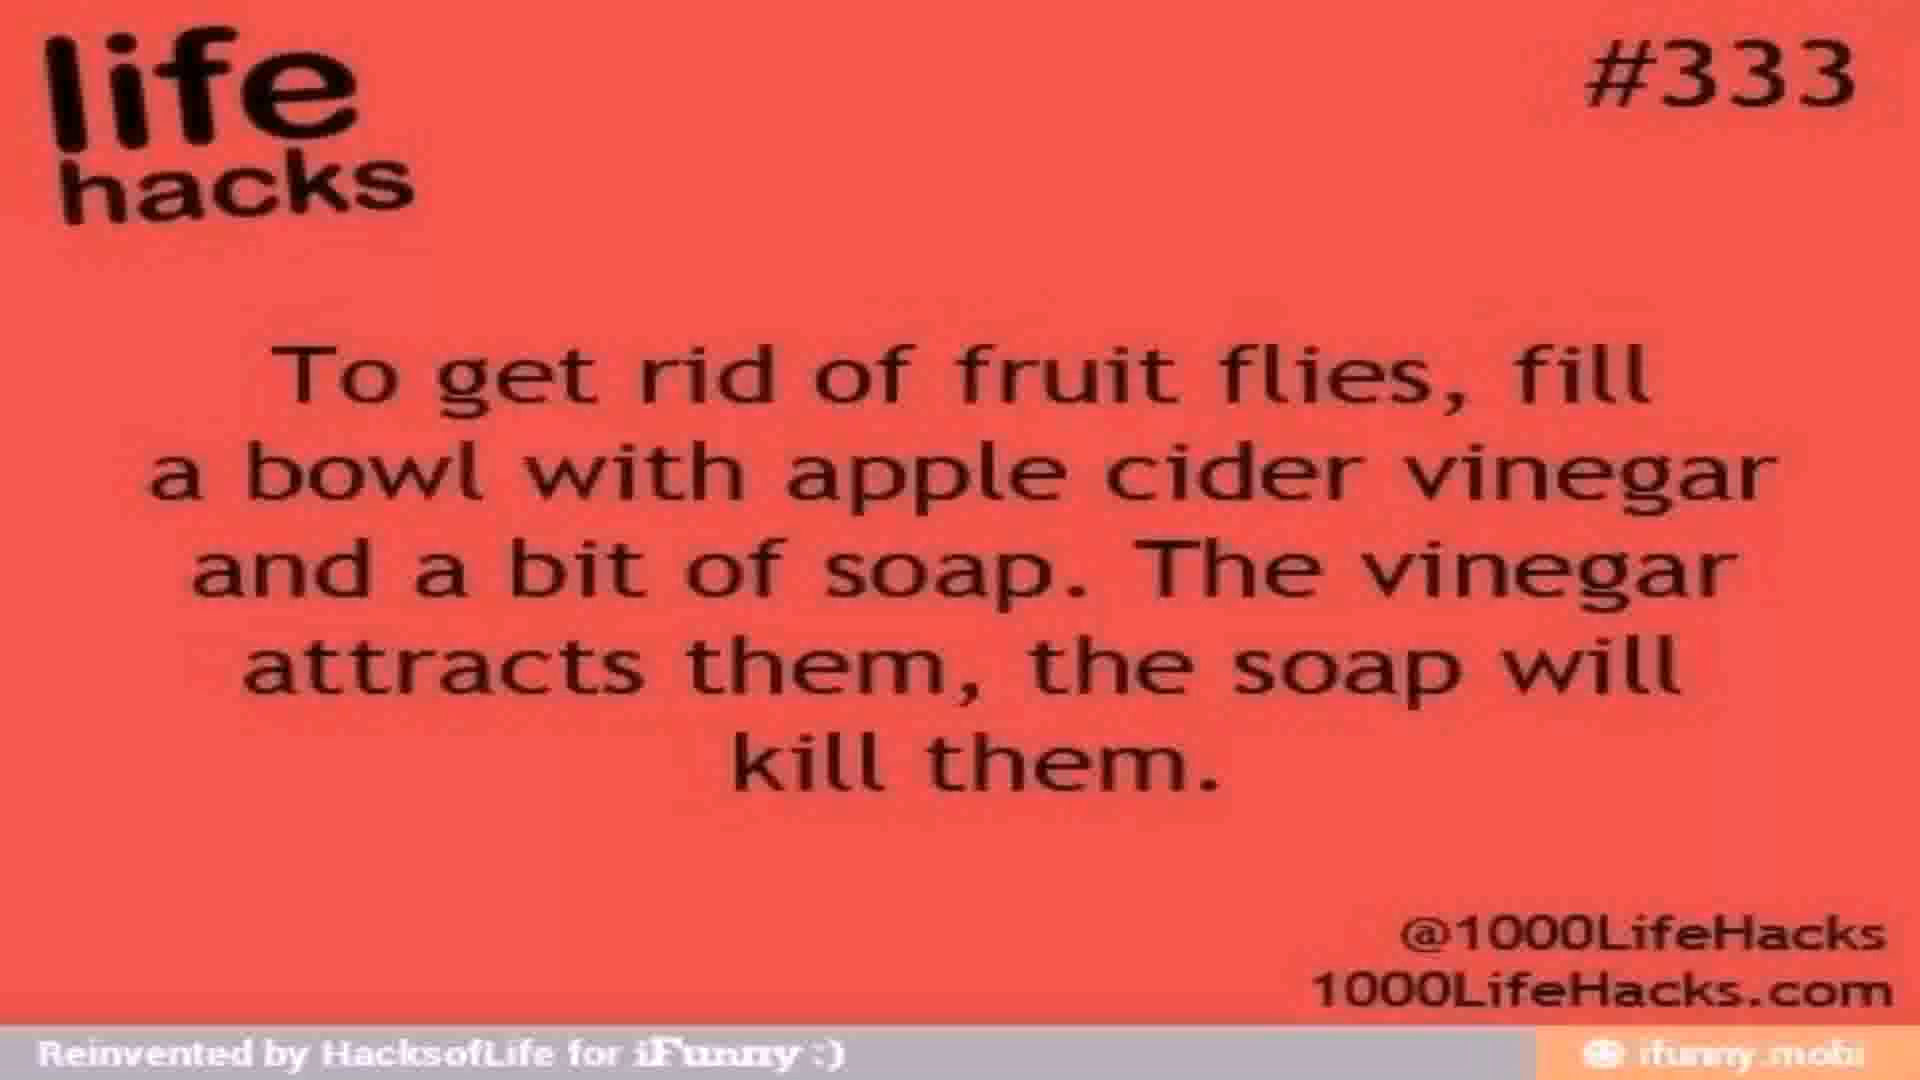 life
hacks
#333
To get rid of fruit flies, fill
a bowl with apple cider vinegar
and a bit of soap. The vinegar
attracts them, the soap will
kill them.
@1000LifeHacks
1000LifeHacks.com
Reinvented by HacksofLife for iFunny :)
ifunny.mobi